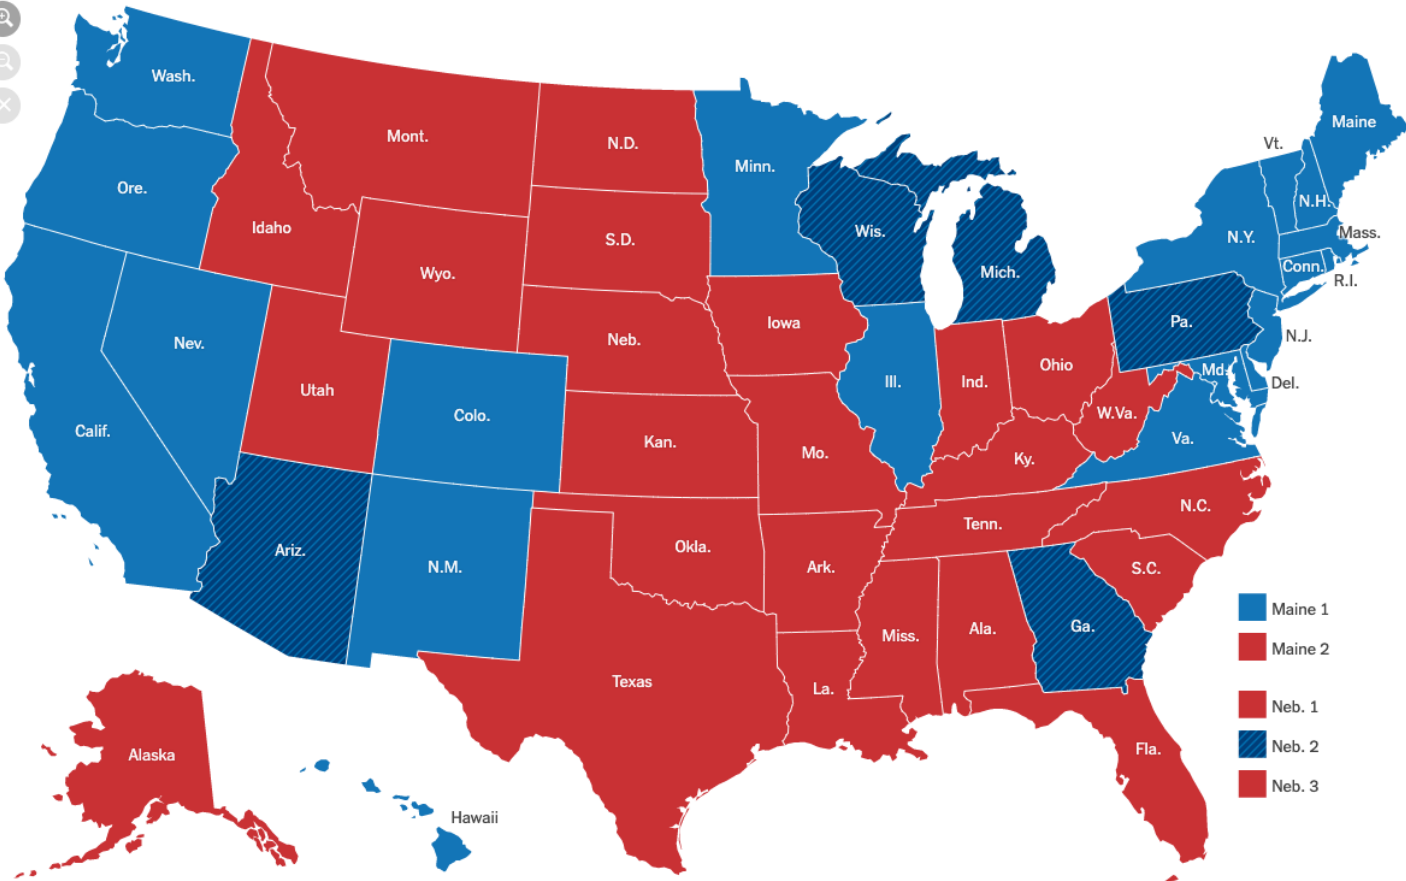 Wash.
Mont.
N.D.
Minn.
Vt.
Maine
Ore.
Idaho
S.D.
Wis.
Mich.
N.Y.
N.H.
Mass.
Wyo.
Conn.
R.I.
Nev.
Neb.
Iowa
Pa.
N.J.
Utah
Colo.
Ill.
Ind.
Ohio
Md.
Del.
Calif.
Kan.
Mo.
Ky.
W.Va.
Va.
Ariz.
N.M.
Okla.
Ark.
Tenn.
N.C.
S.C.
Miss.
Ala.
Ga.
Texas
La.
Fla.
Alaska
Hawaii
Maine 1
Maine 2
Neb. 1
Neb. 2
Neb. 3